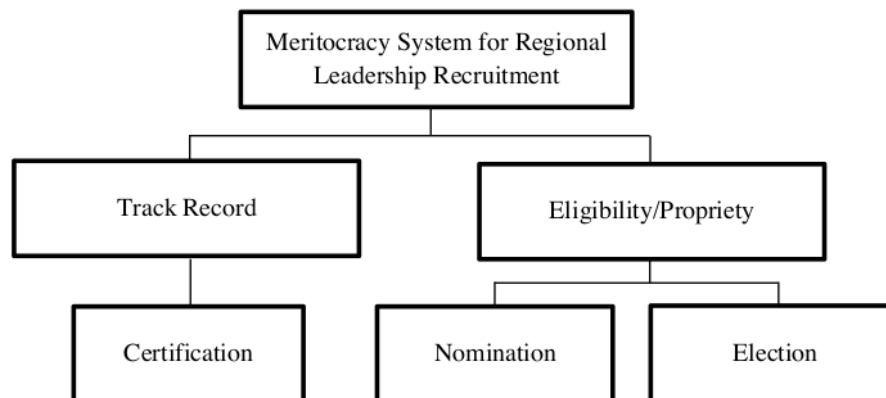 Meritocracy System for Regional
Leadership Recruitment
Track Record
Eligibility/Propriety
Certification
Nomination
Election